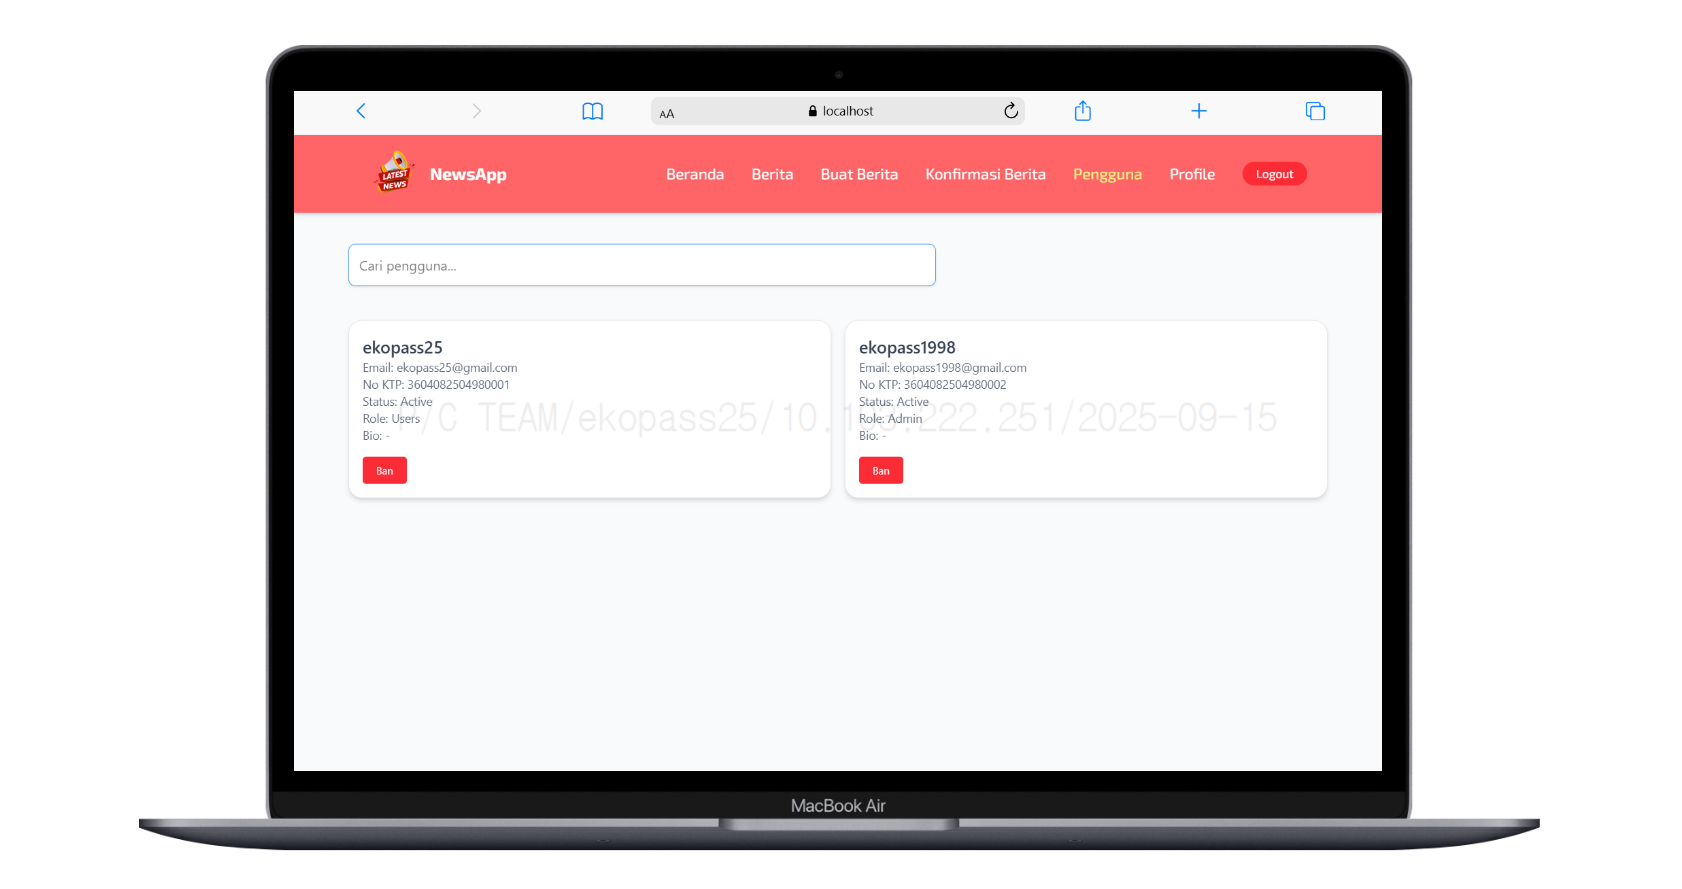 AA
localhost
LATEST
NEWS
NewsApp
Beranda
Berita
Buat Berita
Konfirmasi Berita
Pengguna
Profile
Logout
Cari pengguna...
ekopass25
Email: ekopass25@gmail.com
No KTP: 3604082504980001
Status: Active
Role: Users
Bio: -
Ban
ekopass1998
Email: ekopass1998@gmail.com
No KTP: 3604082504980002
Status: Active
Role: Admin
Bio: -
Ban
P/C TEAM/ekopass25/10.103.222.251/2025-09-15
MacBook Air